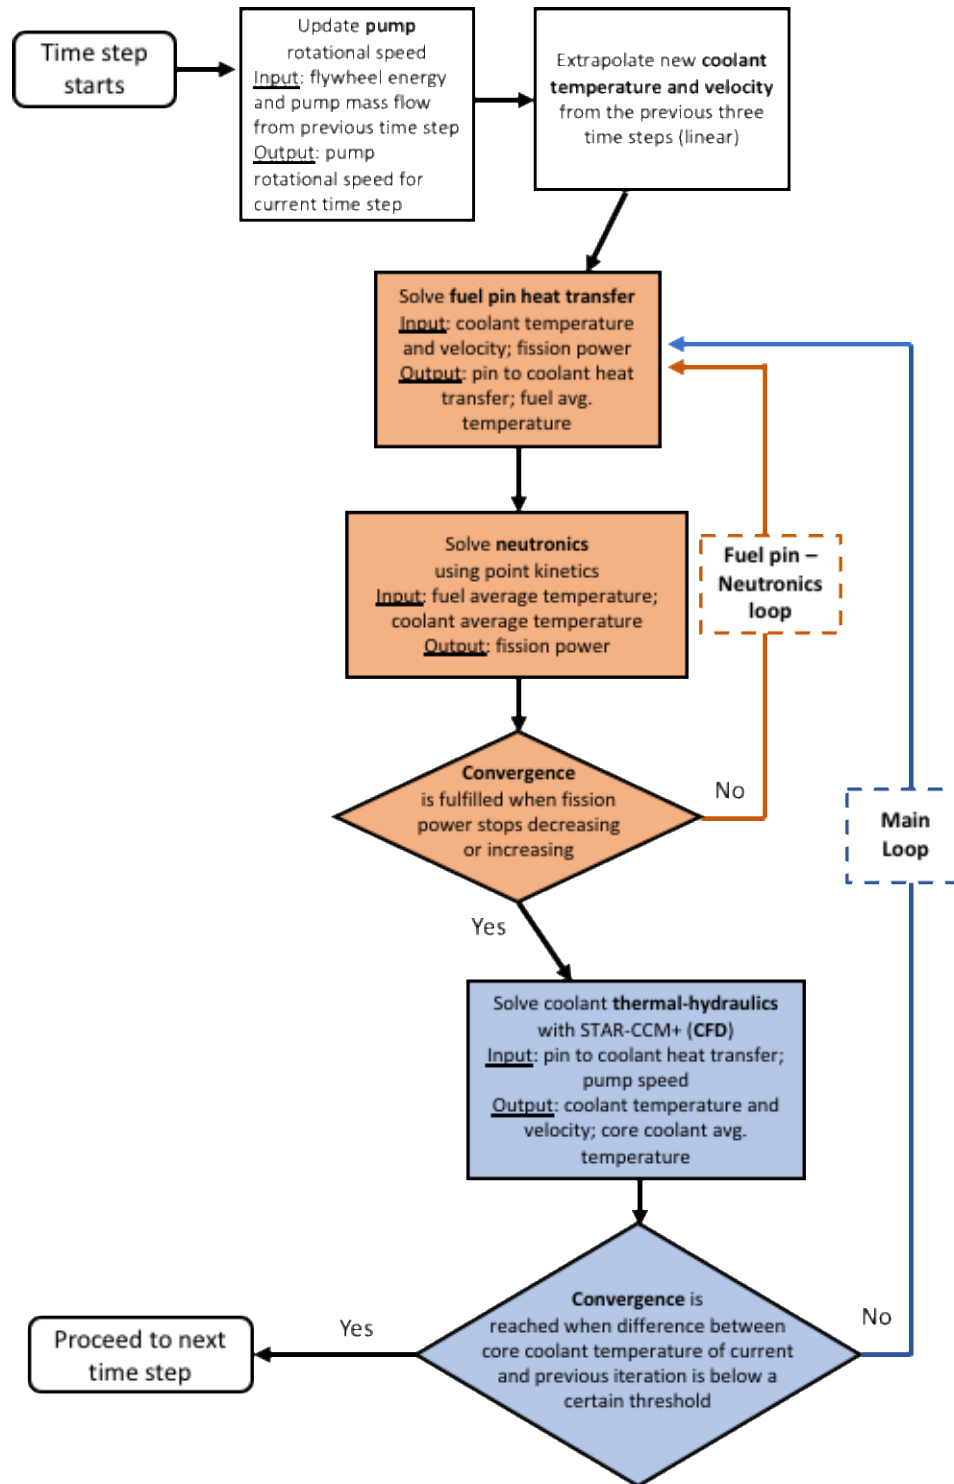 Time step
starts
Update pump
rotational speed
Input: flywheel energy
and pump mass flow
from previous time step
Output: pump
rotational speed for
current time step
Extrapolate new coolant
temperature and velocity
from the previous three
time steps (linear)
Solve fuel pin heat transfer
Input: coolant temperature
and velocity; fission power
Output: pin to coolant heat
transfer; fuel avg.
temperature
Solve neutronics
using point kinetics
Input: fuel average temperature;
coolant average temperature
Output: fission power
Fuel pin –
Neutronics
loop
Convergence
is fulfilled when fission
power stops decreasing
or increasing
No
Main
Loop
Yes
Solve coolant thermal-hydraulics
with STAR-CCM+ (CFD)
Input: pin to coolant heat transfer;
pump speed
Output: coolant temperature and
velocity; core coolant avg.
temperature
Convergence is
reached when difference between
core coolant temperature of current
and previous iteration is below a
certain threshold
No
Yes
Proceed to next
time step